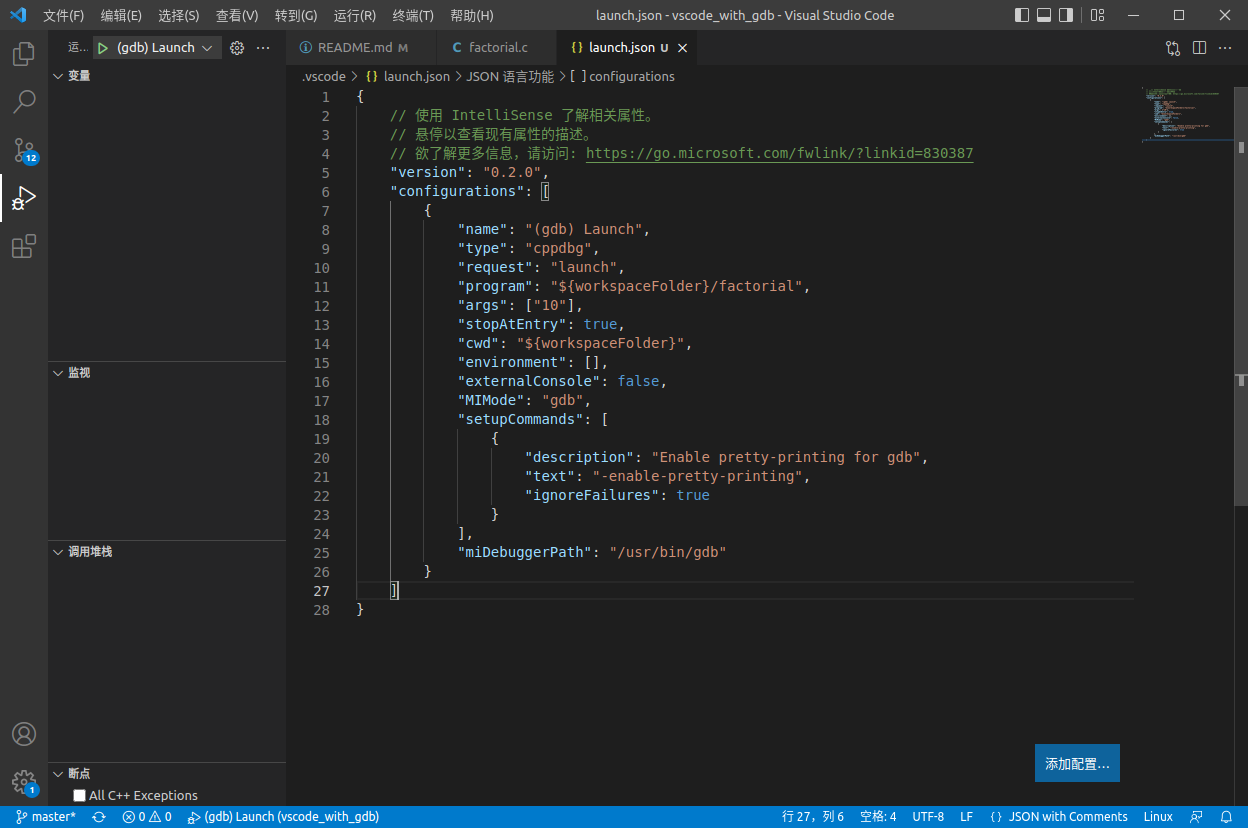 文件(F) 编辑(E) 选择(S) 查看(V) 转到(G) 运行(R) 终端(T) 帮助(H) launch.json - vscode_with_gdb - Visual Studio Code
运... (gdb) Launch ···
README.md M factorial.c launch.json U
.vscode > launch.json > JSON 语言功能 > [ ] configurations
变量
监视
调用堆栈
断点
All C++ Exceptions
12
1
1 {
2 // 使用 IntelliSense 了解相关属性。
3 // 悬停以查看现有属性的描述。
4 // 欲了解更多信息，请访问: https://go.microsoft.com/fwlink/?linkid=830387
5 "version": "0.2.0",
6 "configurations": [
7 {
8 "name": "(gdb) Launch",
9 "type": "cppdbg",
10 "request": "launch",
11 "program": "${workspaceFolder}/factorial",
12 "args": ["10"],
13 "stopAtEntry": true,
14 "cwd": "${workspaceFolder}",
15 "environment": [],
16 "externalConsole": false,
17 "MIMode": "gdb",
18 "setupCommands": [
19 {
20 "description": "Enable pretty-printing for gdb",
21 "text": "-enable-pretty-printing",
22 "ignoreFailures": true
23 }
24 ],
25 "miDebuggerPath": "/usr/bin/gdb"
26 }
27 ]
28 }
添加配置...
master* 0 0 (gdb) Launch (vscode_with_gdb) 行 27，列 6 空格: 4 UTF-8 LF {} JSON with Comments Linux